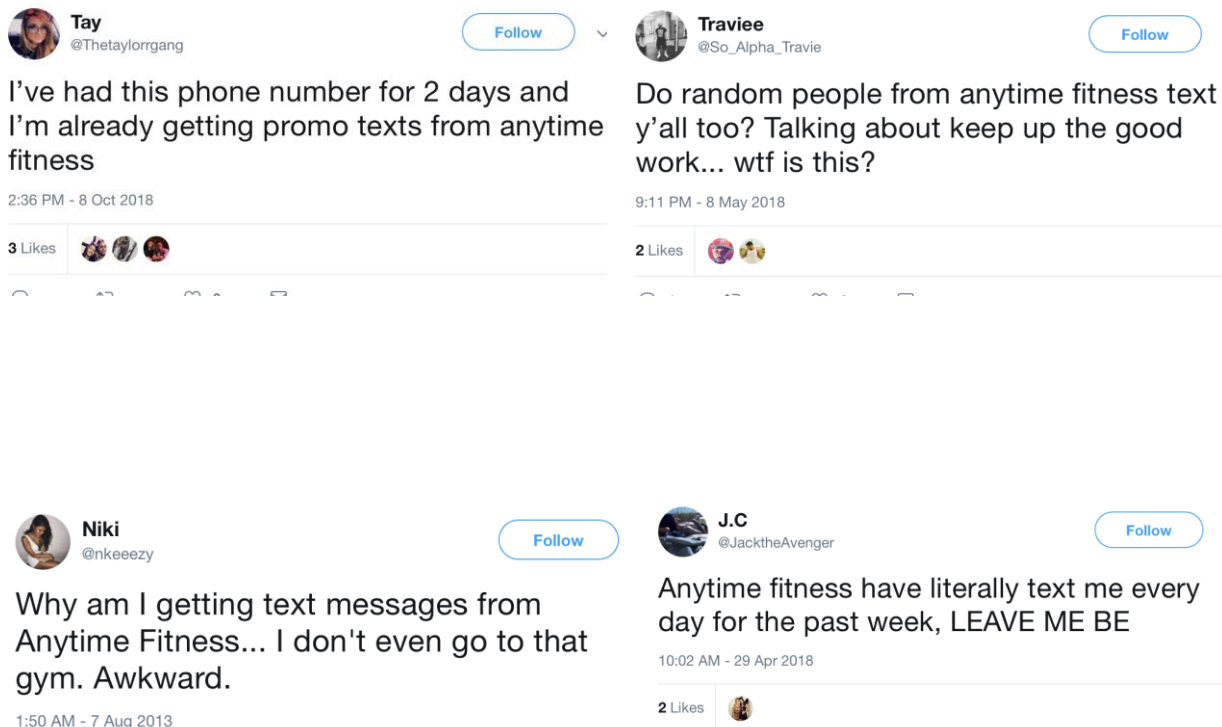 Tay
@Thetaylorrgang
Follow
I've had this phone number for 2 days and
I'm already getting promo texts from anytime
fitness
2:36 PM - 8 Oct 2018
3 Likes
Traviee
@So_Alpha_Travie
Follow
Do random people from anytime fitness text
y'all too? Talking about keep up the good
work... wtf is this?
9:11 PM - 8 May 2018
2 Likes
Niki
@nkeeezy
Follow
Why am I getting text messages from
Anytime Fitness... I don't even go to that
gym. Awkward.
1:50 AM - 7 Aug 2013
J.C
@JacktheAvenger
Follow
Anytime fitness have literally text me every
day for the past week, LEAVE ME BE
10:02 AM - 29 Apr 2018
2 Likes